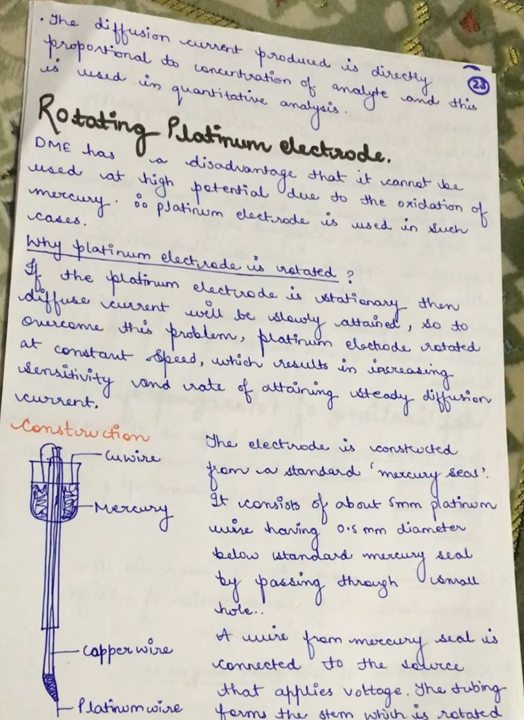 • The diffusion current produced is directly
proportional to concentration of analyte and this
is used in quantitative analysis.
23
Rotating Platinum electrode.
DME has a disadvantage that it cannot be
used at high potential due to the oxidation of
mercury. ∴ platinum electrode is used in such
cases.
Why platinum electrode is rotated ?
If the platinum electrode is stationary then
diffuse current will be slowly attained, so to
overcome this problem, platinum elechode rotated
at constant speed, which results in increasing
sensitivity and rate of attaining steady diffusion
current.
Construction
Cu wire
Mercury
Copper wire
Platinum wire
The electrode is constructed
from a standard 'mercury seal'.
It consists of about 5mm platinum
wire having 0.5 mm diameter
below standard mercury seal
by passing through small
hole..
A wire from mercury seal is
connected to the source
that applies voltage. The tubing
forms the stem which is rotated